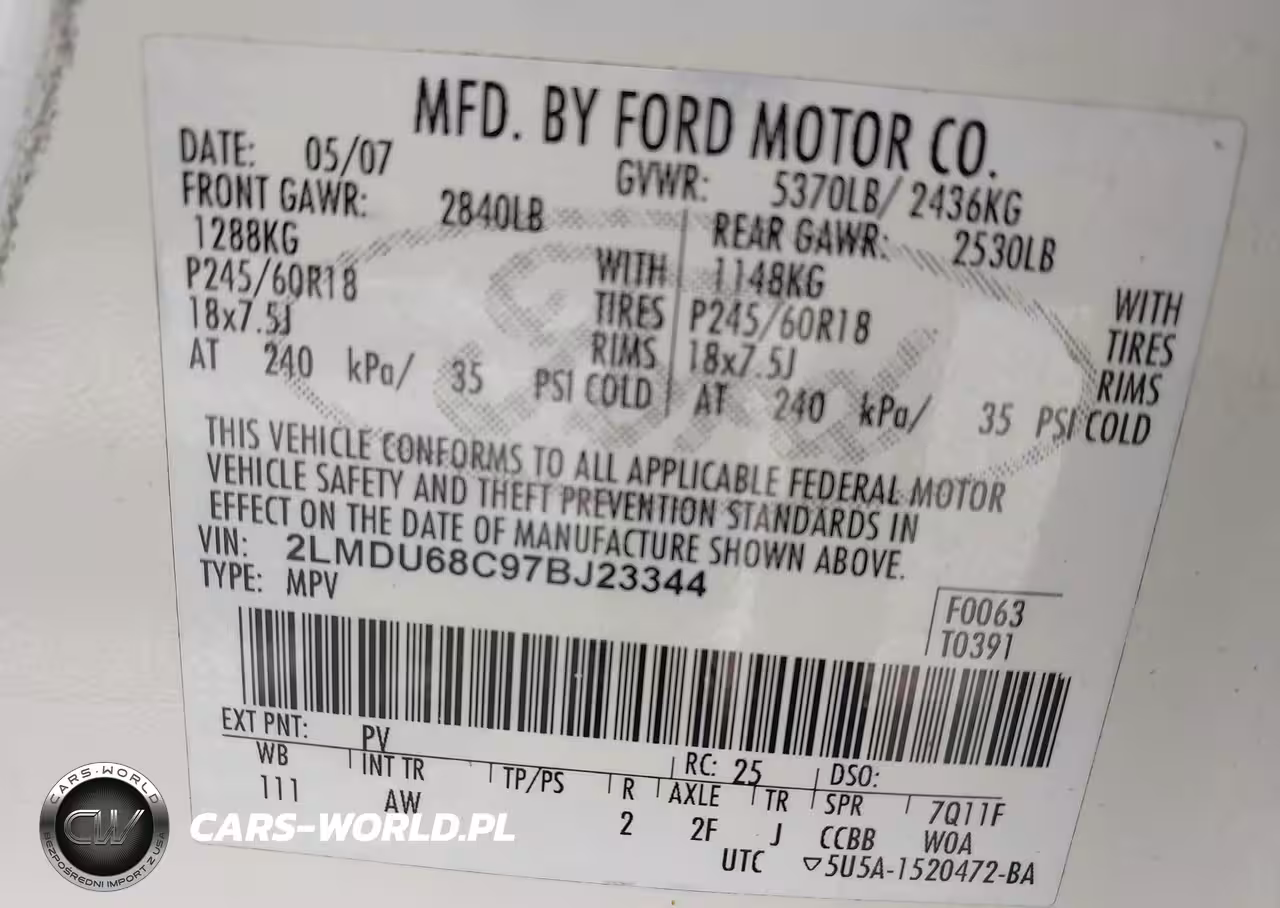 MFD. BY FORD MOTOR CO.
DATE: 05/07 GVWR: 5370LB/ 2436KG
FRONT GAWR: 2840LB REAR GAWR: 2530LB
1288KG WITH 1148KG WITH
P245/60R18 TIRES P245/60R18 TIRES
18x7.5J RIMS 18x7.5J RIMS
AT 240 kPa/ 35 PSI COLD AT 240 kPa/ 35 PSI COLD
THIS VEHICLE CONFORMS TO ALL APPLICABLE FEDERAL MOTOR
VEHICLE SAFETY AND THEFT PREVENTION STANDARDS IN
EFFECT ON THE DATE OF MANUFACTURE SHOWN ABOVE.
VIN: 2LMDU68C97BJ23344
TYPE: MPV
F0063
T0391
EXT PNT: PV RC: 25 DSO:
WB INT TR TP/PS R AXLE TR SPR 7Q11F
111 AW 2 2F J CCBB WOA
UTC ▽5U5A-1520472-BA
CARS-WORLD
CW
BEZPOŚREDNI IMPORT Z USA
CARS-WORLD.PL